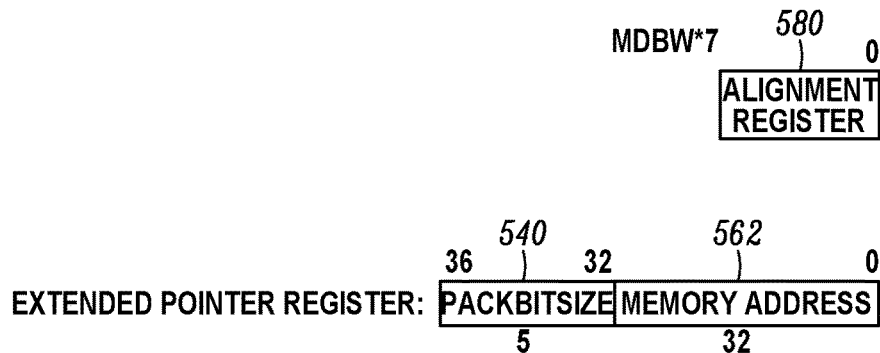 MDBW*7 580 0
ALIGNMENT
REGISTER
540 562
36 32 0
EXTENDED POINTER REGISTER: PACKBITSIZE MEMORY ADDRESS
5 32